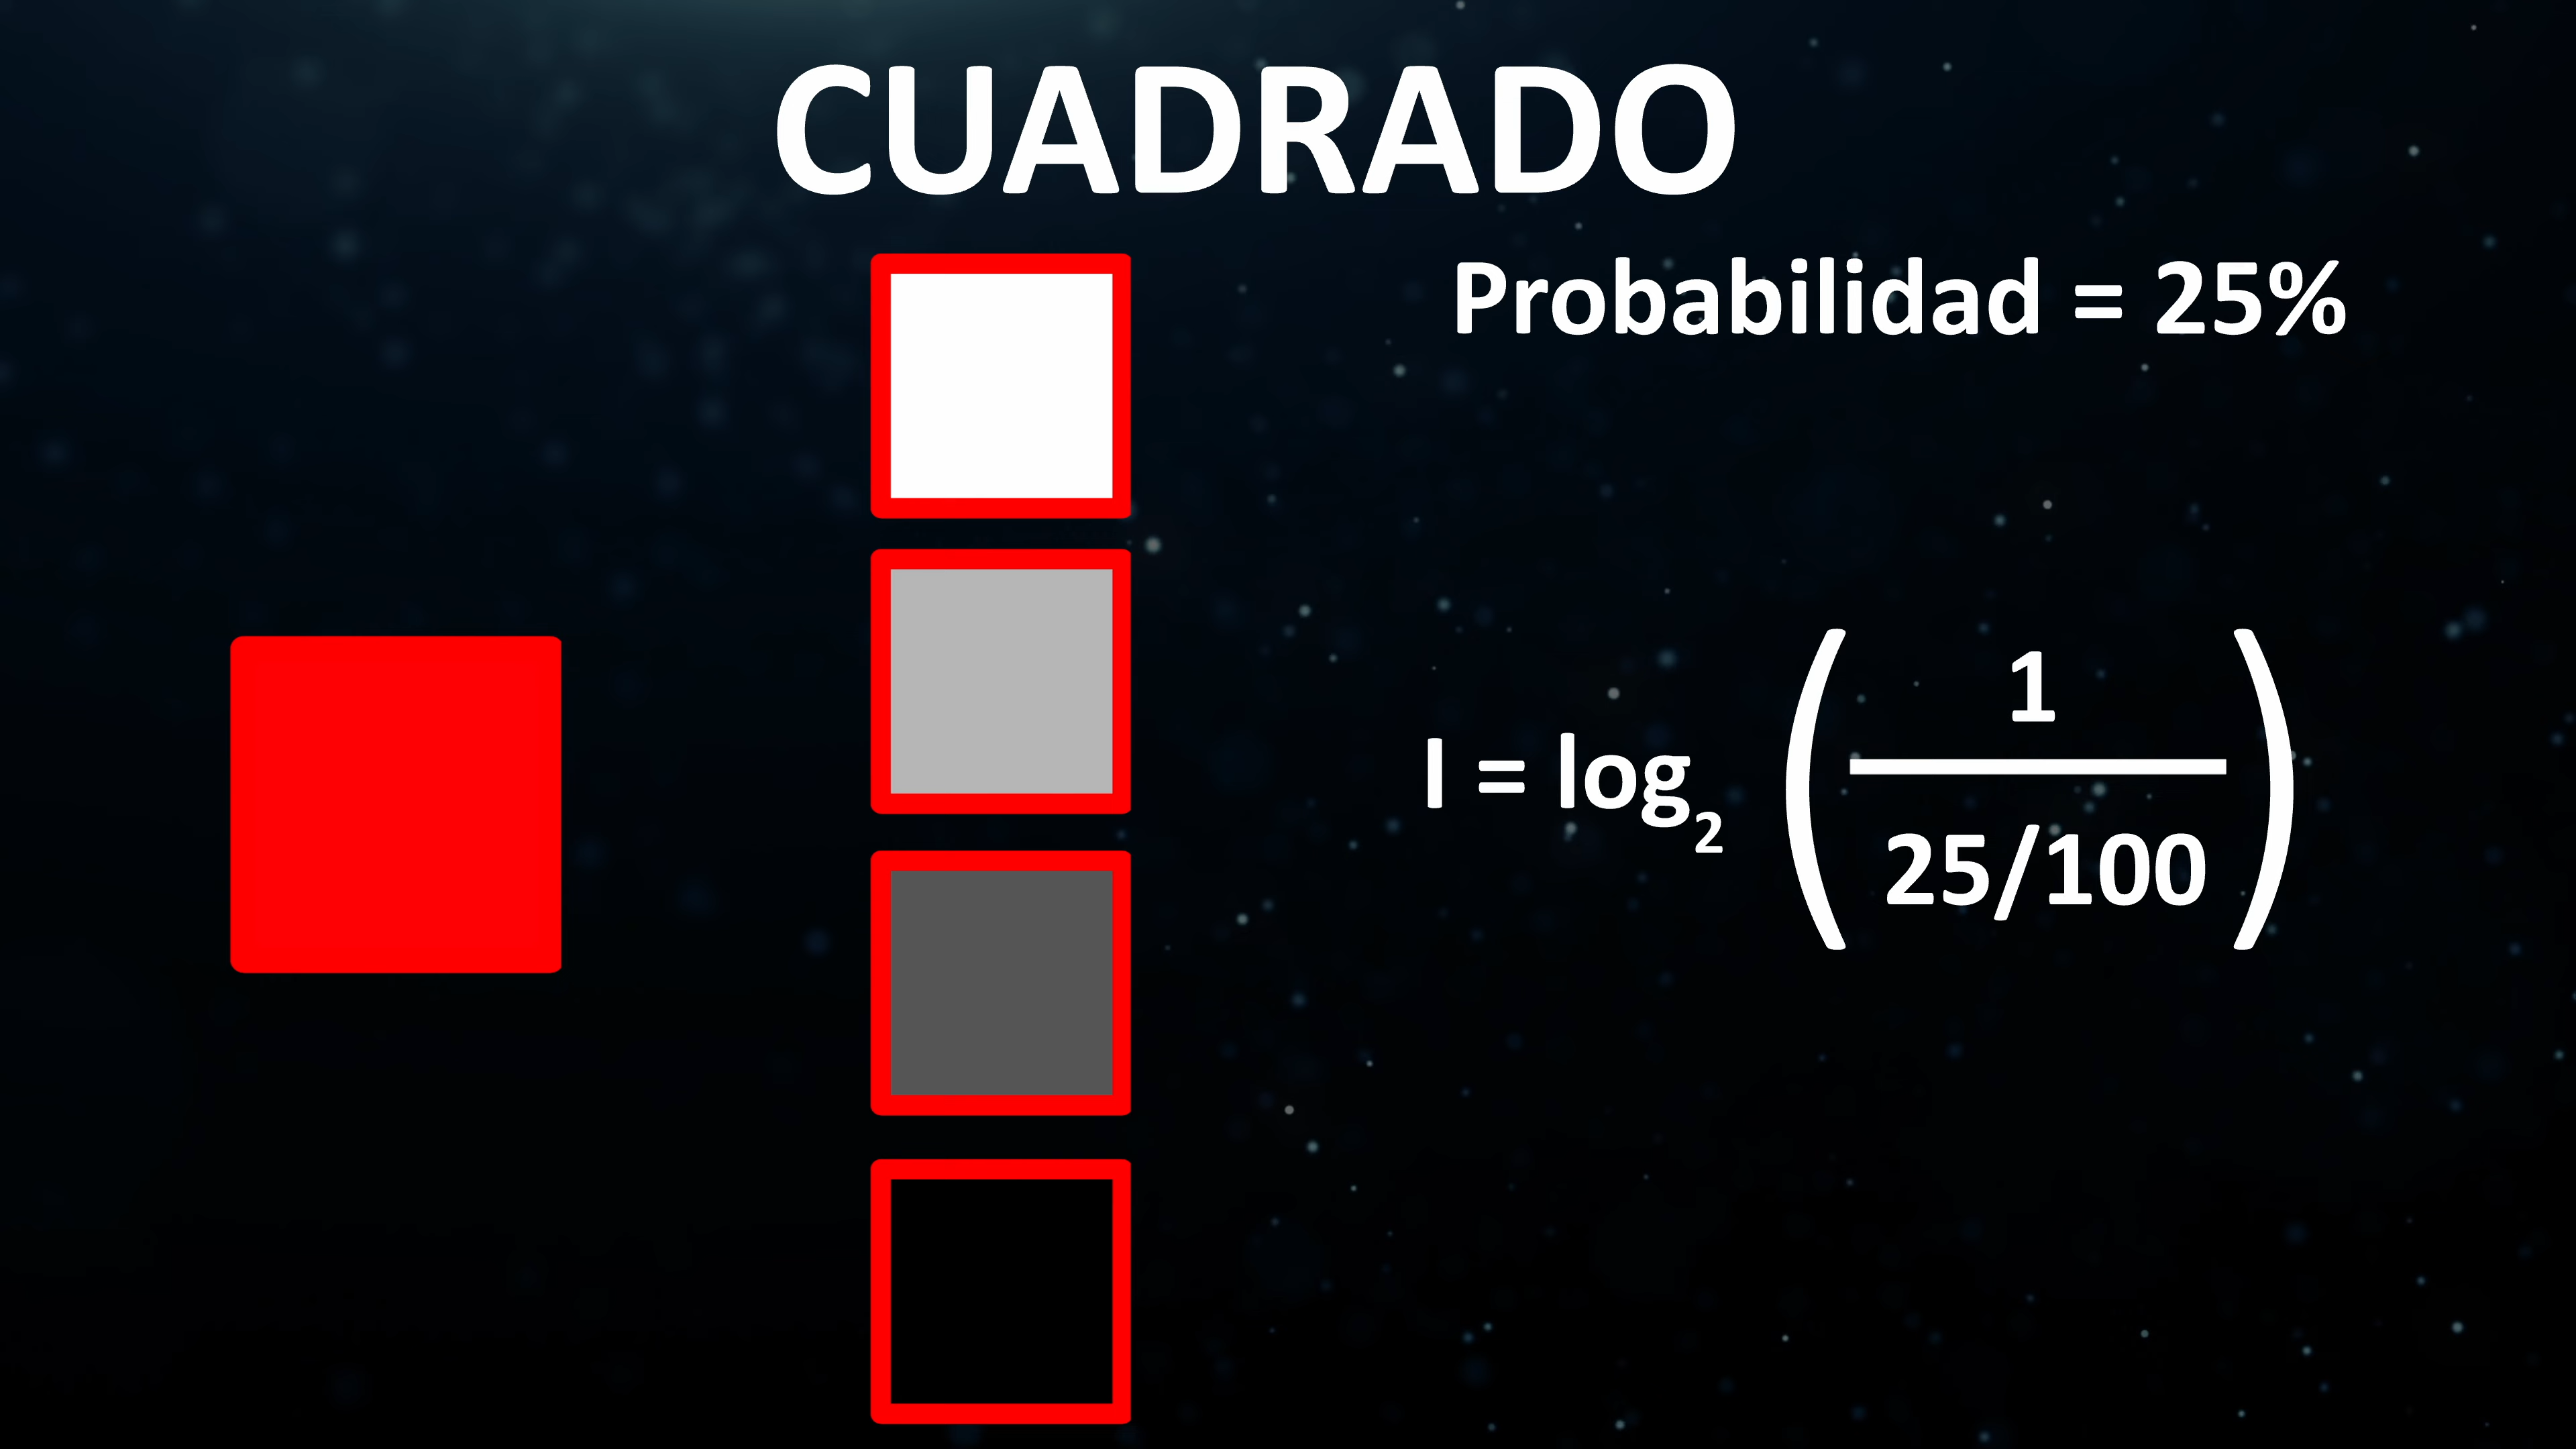 CUADRADO
Probabilidad = 25%
I = log₂ (1
25/100)